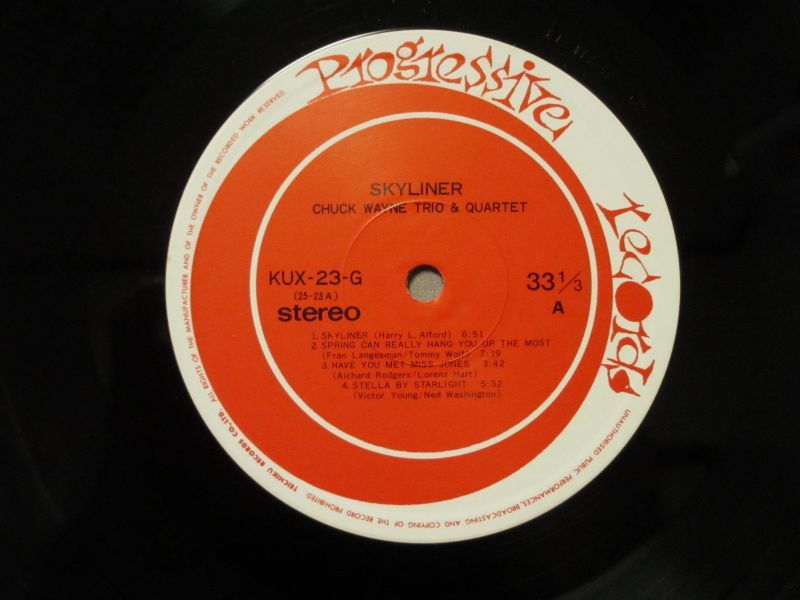 Progressive
records
SKYLINER
CHUCK WAYNE TRIO & QUARTET
KUX-23-G
(25-23 A)
stereo
33 1/3
A
1. SKYLINER (Harry L. Alford) 6:51
2. SPRING CAN REALLY HANG YOU UP THE MOST
(Fran Langesman/Tommy Wolf) 7:19
3. HAVE YOU MET MISS JONES 3:42
(Aichard Rodgers/Lorenz Hart)
4. STELLA BY STARLIGHT 5:32
(Victor Young/Ned Washington)
ALL RIGHTS OF THE MANUFACTURER AND OF THE OWNER OF THE RECORDED WORK RESERVED.
UNAUTHORISED PUBLIC PERFORMANCES, BROADCASTING AND COPYING OF THE RECORD PROHIBITED. TEICHIKU RECORDS CO., LTD.